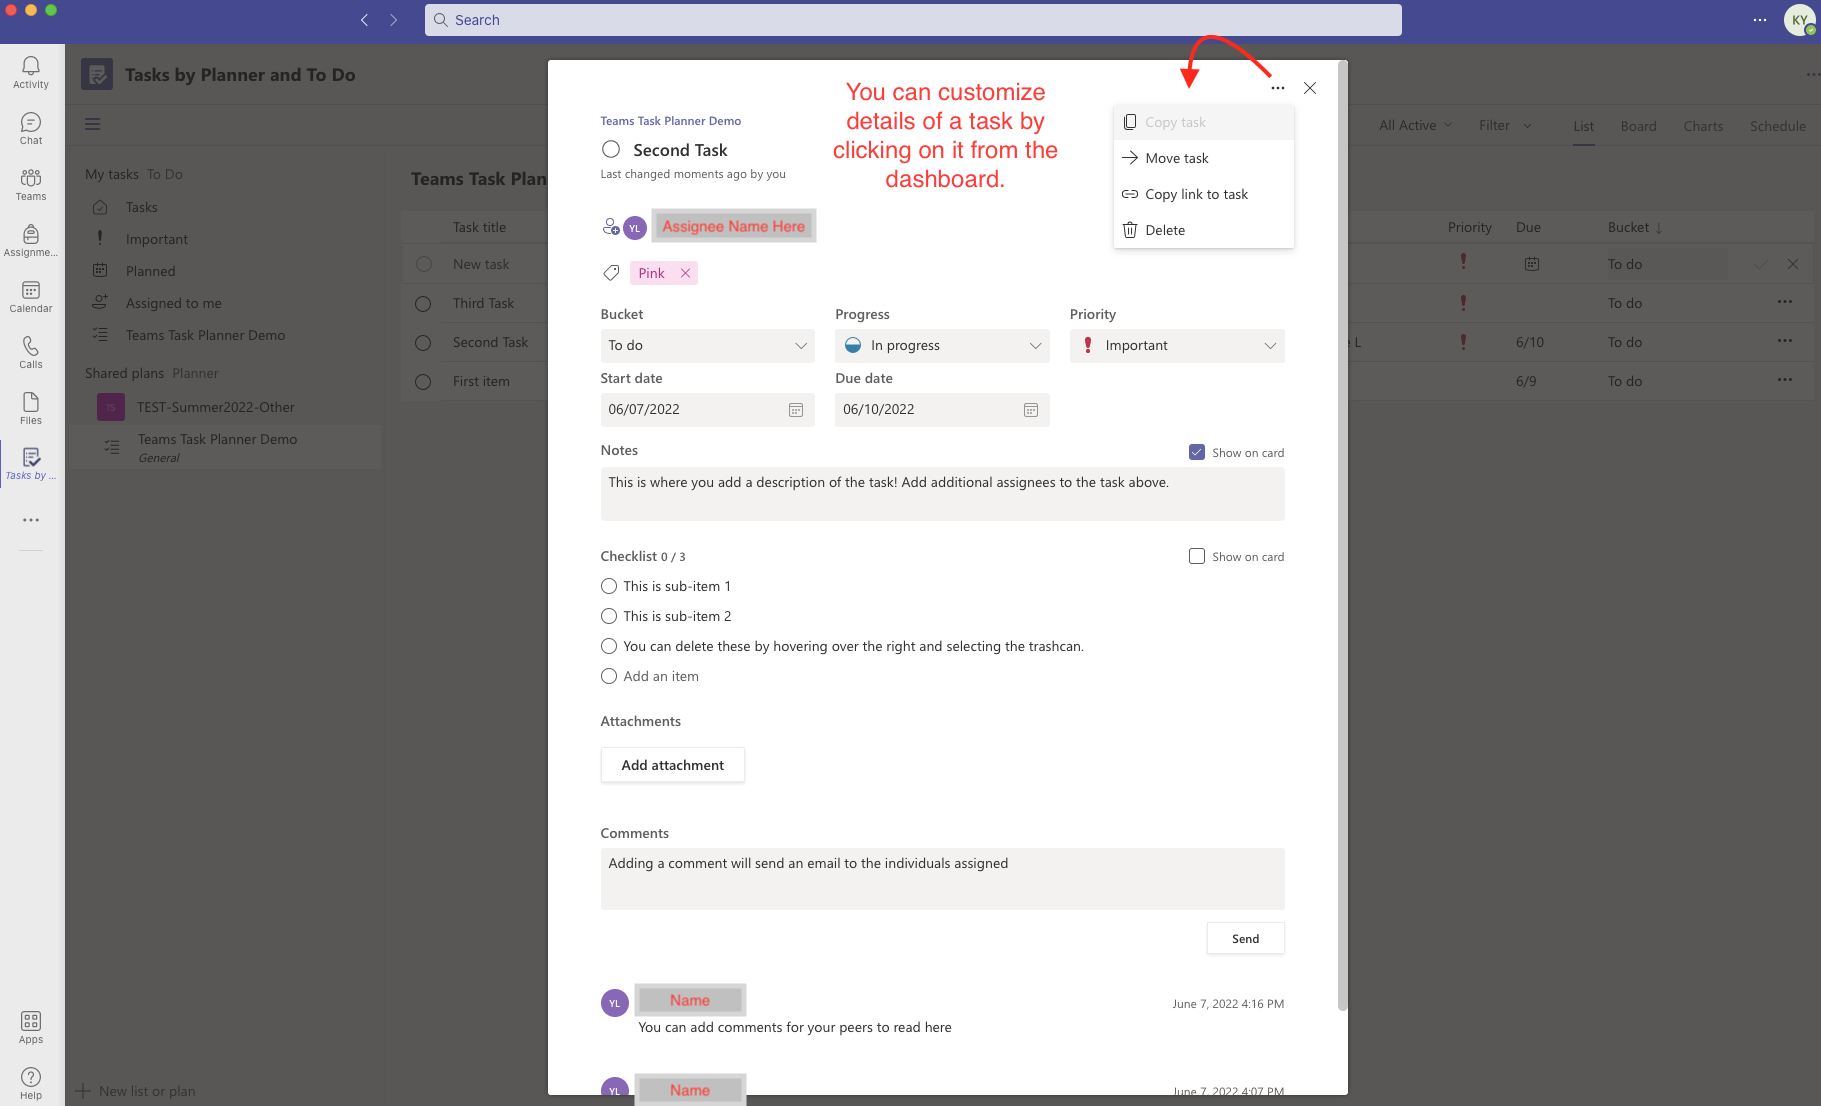 Search
KY
Activity
Chat
Teams
Assignme...
Calendar
Calls
Files
Tasks by ...
Apps
Help
Tasks by Planner and To Do
My tasks To Do
Tasks
Important
Planned
Assigned to me
Teams Task Planner Demo
Shared plans Planner
TS TEST-Summer2022-Other
Teams Task Planner Demo
General
New list or plan
Teams Task Plan
Task title
New task
Third Task
Second Task
First item
All Active
Filter
List
Board
Charts
Schedule
Priority Due Bucket ↓
To do
To do
e L 6/10 To do
6/9 To do
Teams Task Planner Demo
Second Task
Last changed moments ago by you
You can customize
details of a task by
clicking on it from the
dashboard.
Copy task
Move task
Copy link to task
Delete
YL Assignee Name Here
Pink
Bucket Progress Priority
To do In progress Important
Start date Due date
06/07/2022 06/10/2022
Notes Show on card
This is where you add a description of the task! Add additional assignees to the task above.
Checklist 0 / 3 Show on card
This is sub-item 1
This is sub-item 2
You can delete these by hovering over the right and selecting the trashcan.
Add an item
Attachments
Add attachment
Comments
Adding a comment will send an email to the individuals assigned
Send
YL Name June 7, 2022 4:16 PM
You can add comments for your peers to read here
YL Name June 7, 2022 4:07 PM